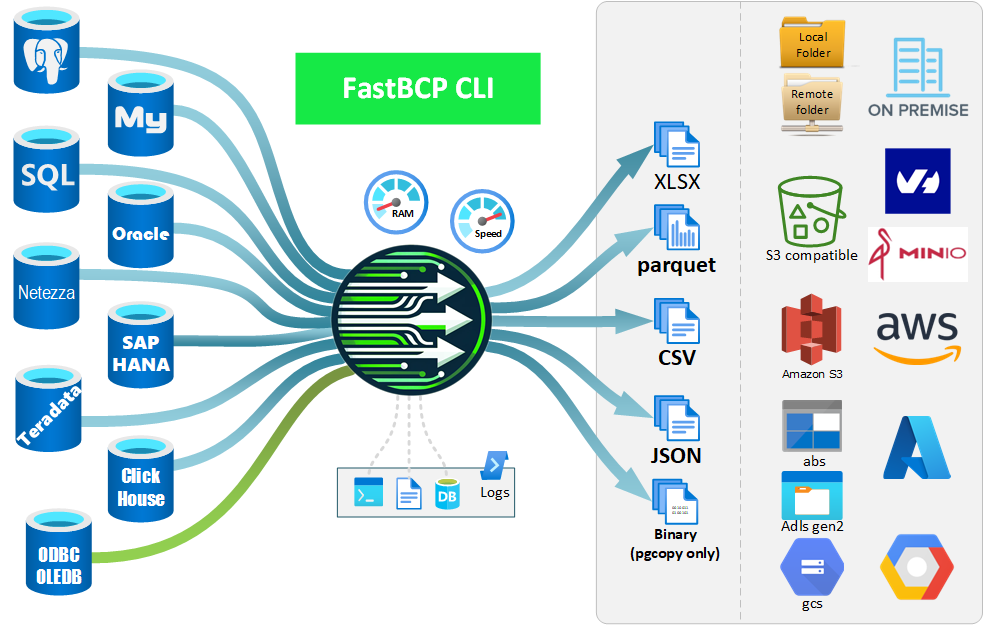 FastBCP CLI
My
SQL
Oracle
Netezza
SAP
HANA
Teradata
Click
House
ODBC
OLEDB
RAM
Speed
Logs
>_
DB
XLSX
parquet
CSV
JSON
Binary
(pgcopy only)
Local
Folder
Remote
folder
ON PREMISE
S3 compatible
MINIO
Amazon S3
aws
abs
Adls gen2
gcs